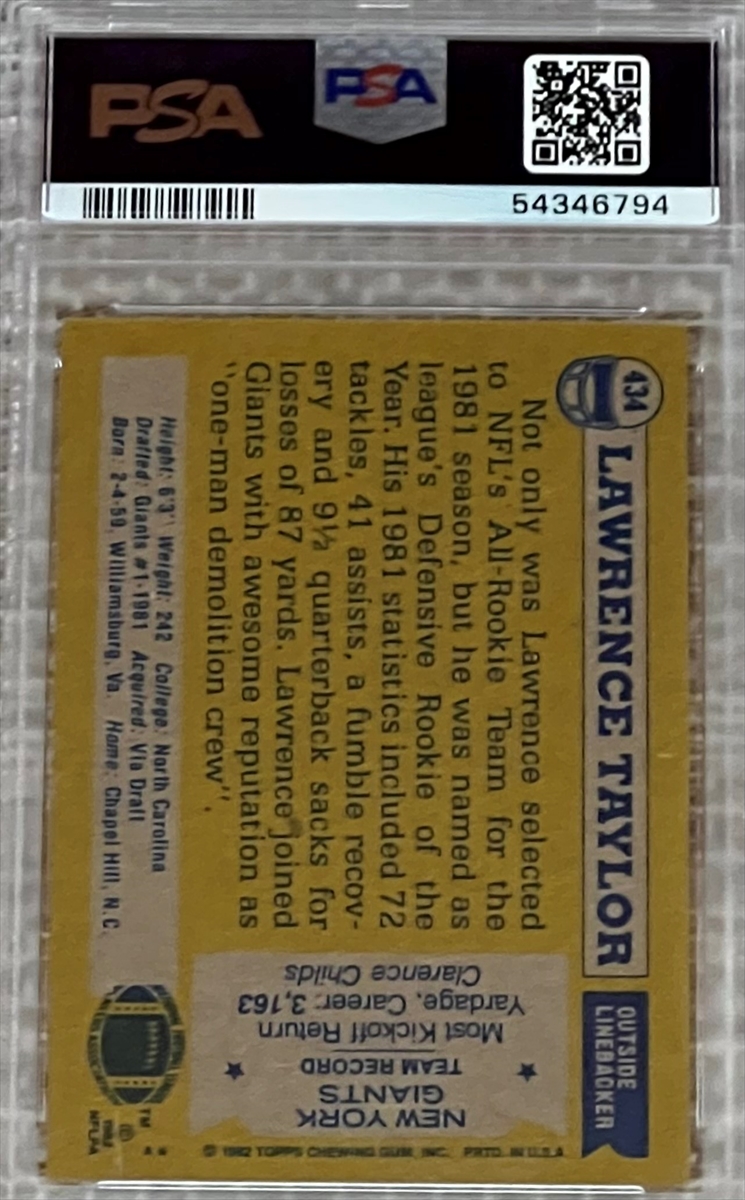 PSA
PSA
54346794
434
LAWRENCE TAYLOR
OUTSIDE
LINEBACKER
Not only was Lawrence selected
to NFL's All-Rookie Team for the
1981 season, but he was named as
league's Defensive Rookie of the
Year. His 1981 statistics included 72
tackles, 41 assists, a fumble recov-
ery and 9½ quarterback sacks for
losses of 87 yards. Lawrence joined
Giants with awesome reputation as
"one-man demolition crew".
Height: 6'3" Weight: 242 College: North Carolina
Drafted: Giants #1-1981 Acquired: Via Draft
Born: 2-4-59, Williamsburg, Va. Home: Chapel Hill, N.C.
NEW YORK
GIANTS
TEAM RECORD
Most Kickoff Return
Yardage, Career: 3,163
Clarence Childs
TM
©
NFLPA
© 1982 TOPPS CHEWING GUM, INC. PRTD. IN U.S.A.